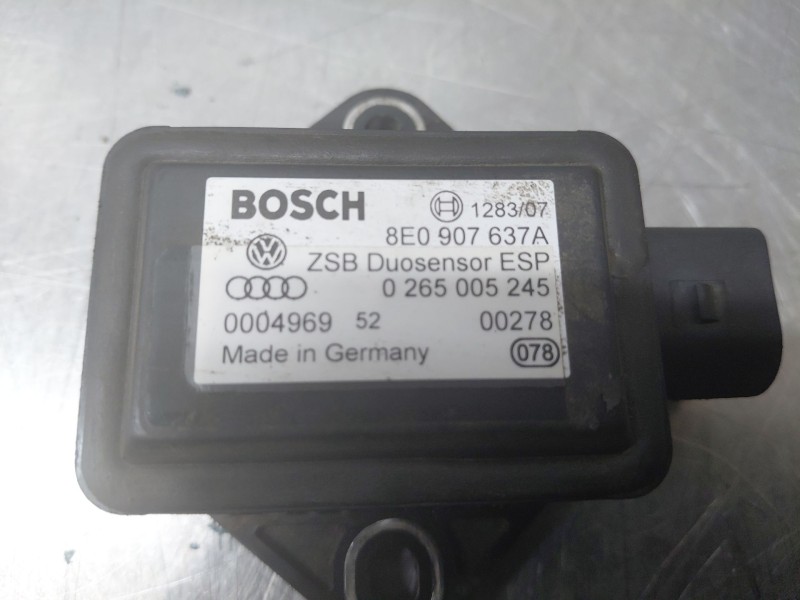 BOSCH 1283/07
8E0 907 637A
ZSB Duosensor ESP
0 265 005 245
0004969 52 00278
Made in Germany 078